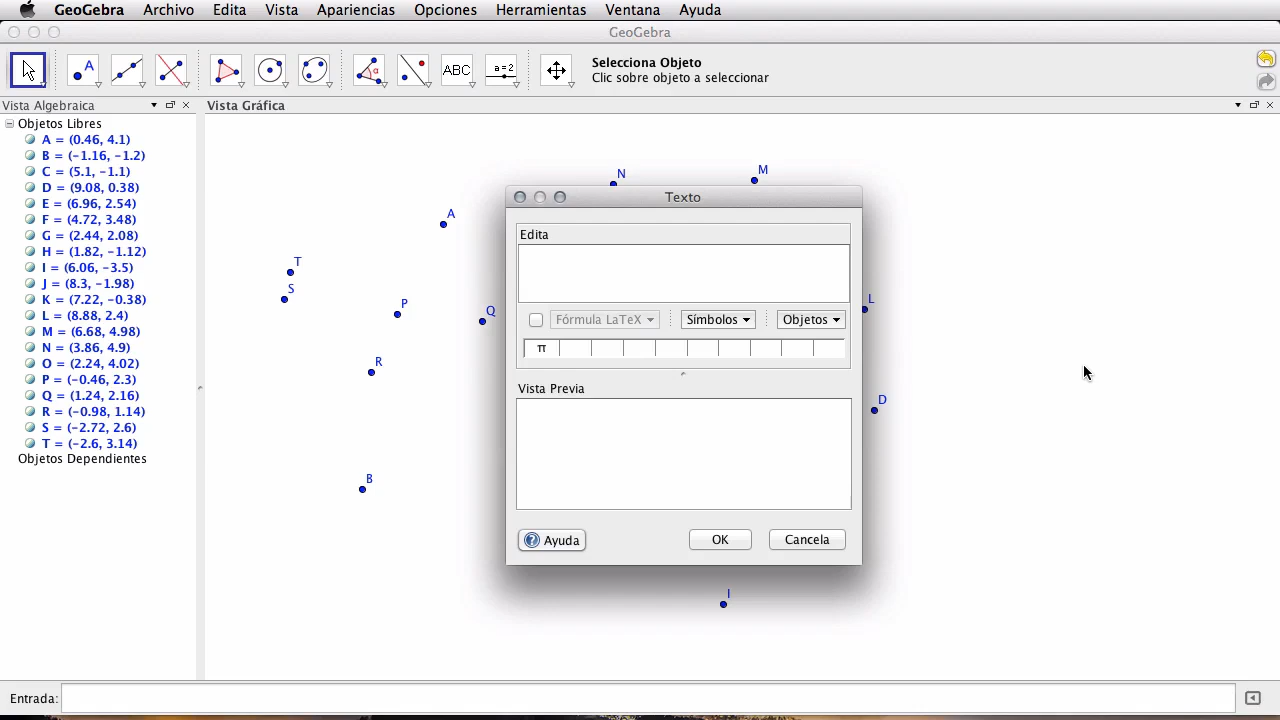 GeoGebra Archivo Edita Vista Apariencias Opciones Herramientas Ventana Ayuda
GeoGebra
A
α
ABC
a=2
Selecciona Objeto
Clic sobre objeto a seleccionar
Vista Algebraica
Vista Gráfica
Objetos Libres
A = (0.46, 4.1)
B = (-1.16, -1.2)
C = (5.1, -1.1)
D = (9.08, 0.38)
E = (6.96, 2.54)
F = (4.72, 3.48)
G = (2.44, 2.08)
H = (1.82, -1.12)
I = (6.06, -3.5)
J = (8.3, -1.98)
K = (7.22, -0.38)
L = (8.88, 2.4)
M = (6.68, 4.98)
N = (3.86, 4.9)
O = (2.24, 4.02)
P = (-0.46, 2.3)
Q = (1.24, 2.16)
R = (-0.98, 1.14)
S = (-2.72, 2.6)
T = (-2.6, 3.14)
Objetos Dependientes
N
M
A
T
S
P
Q
L
R
D
B
I
Texto
Edita
Fórmula LaTeX
Símbolos
Objetos
π
Vista Previa
Ayuda
OK
Cancela
Entrada: